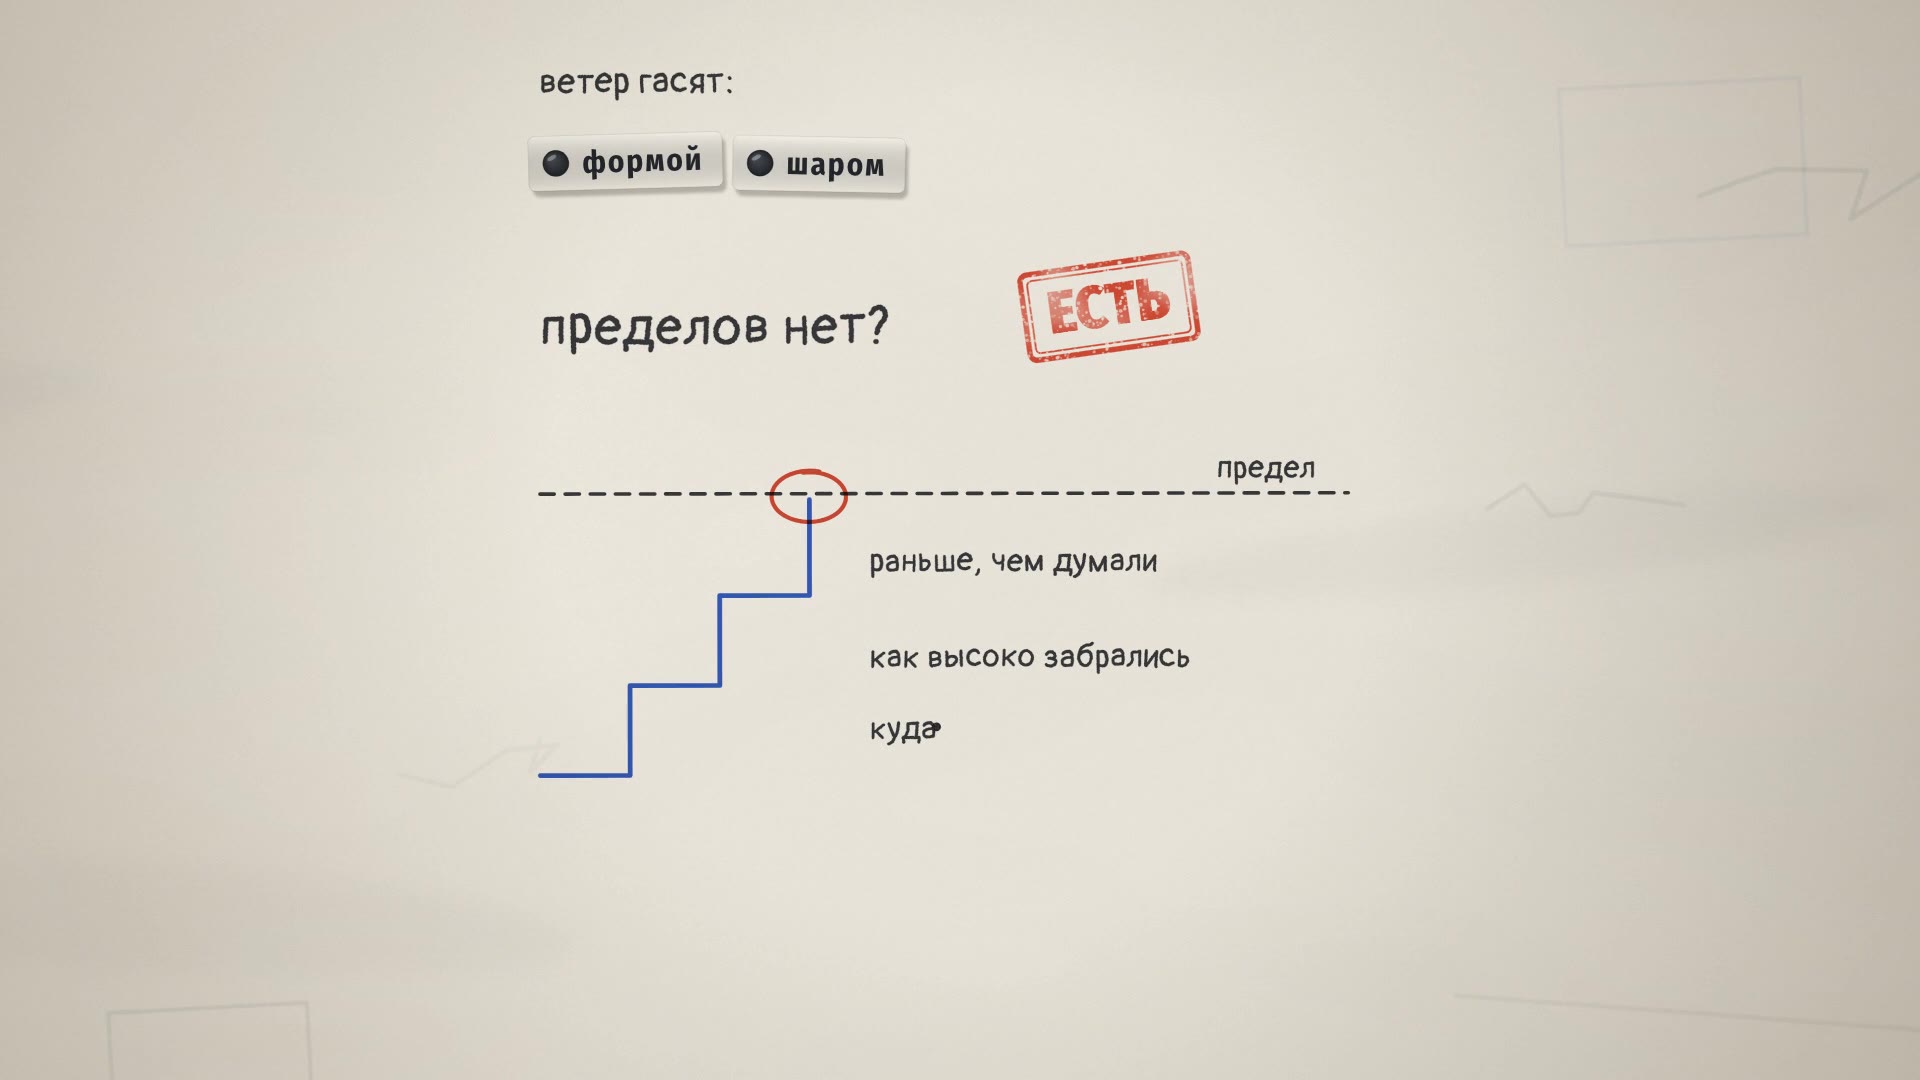 ветер гасят:
формой шаром
пределов нет?
ЕСТЬ
предел
раньше, чем думали
как высоко забрались
куда